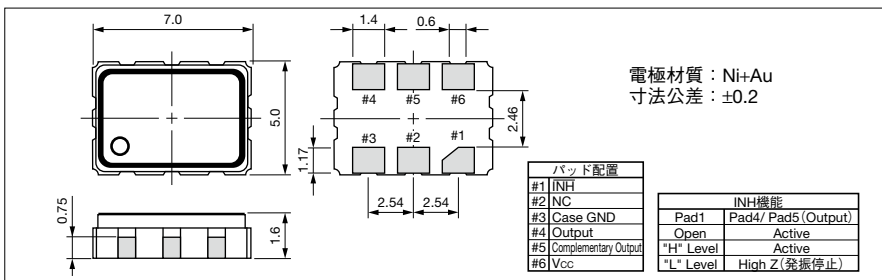 7.0
5.0
0.75
1.6
1.4
0.6
#4 #5 #6
#3 #2 #1
2.46
1.17
2.54 2.54
電極材質：Ni+Au
寸法公差：±0.2
パッド配置
#1 INH
#2 NC
#3 Case GND
#4 Output
#5 Complementary Output
#6 Vcc
INH機能
Pad1 Pad4/ Pad5（Output）
Open Active
"H" Level Active
"L" Level High Z（発振停止）